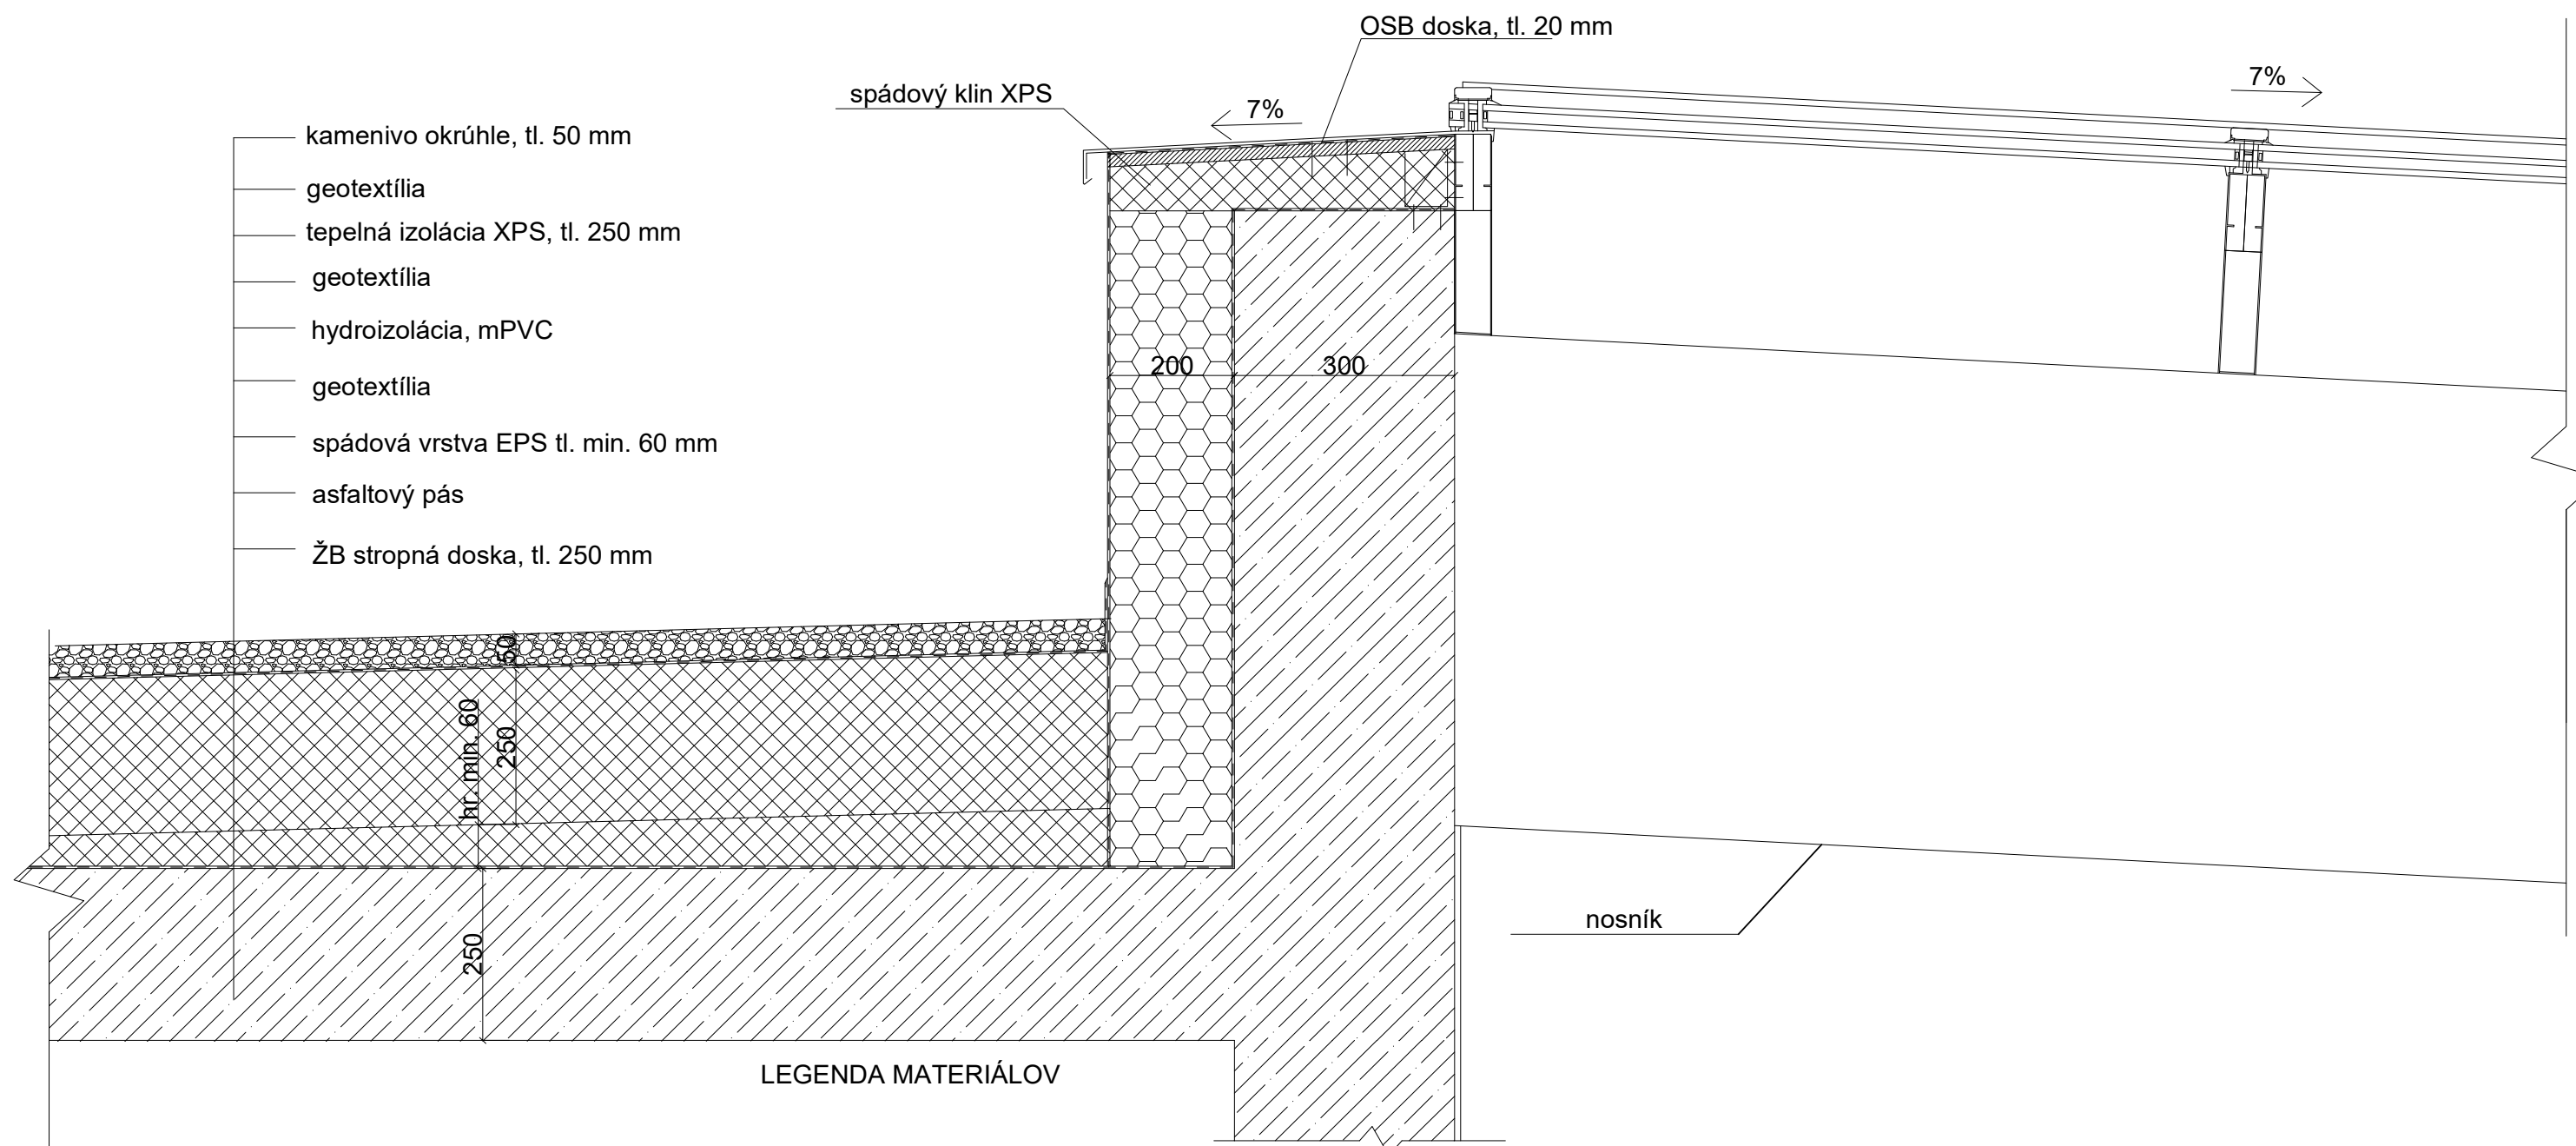 OSB doska, tl. 20 mm
spádový klin XPS
7%
7%
kamenivo okrúhle, tl. 50 mm
geotextília
tepelná izolácia XPS, tl. 250 mm
geotextília
hydroizolácia, mPVC
geotextília
spádová vrstva EPS tl. min. 60 mm
asfaltový pás
ŽB stropná doska, tl. 250 mm
200
300
50
250
hr. min. 60
250
nosník
LEGENDA MATERIÁLOV